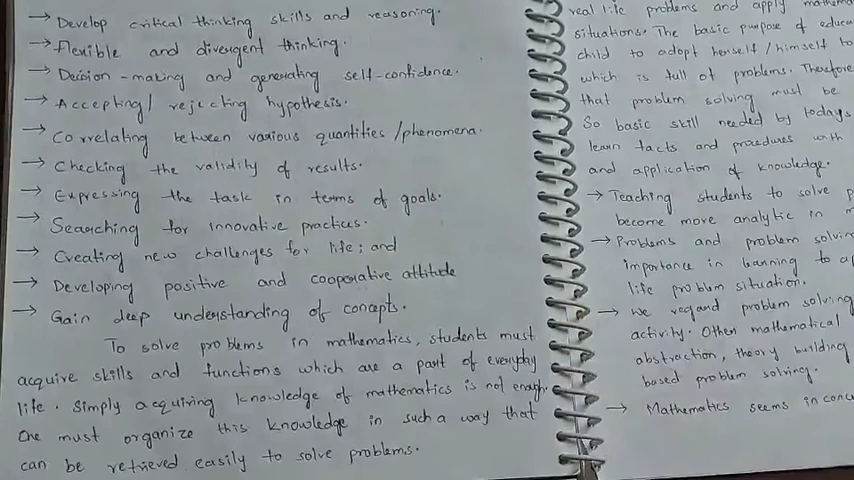 → Develop critical thinking skills and reasoning.
→ Flexible and divergent thinking.
→ Decision-making and generating self-confidence.
→ Accepting/ rejecting hypothesis.
→ Correlating between various quantities /phenomena.
→ Checking the validity of results.
→ Expressing the task in terms of goals.
→ Searching for innovative practices.
→ Creating new challenges for life; and
→ Developing positive and cooperative attitude
→ Gain deep understanding of concepts.
To solve problems in mathematics, students must
acquire skills and functions which are a part of everyday
life. Simply acquiring knowledge of mathematics is not enough.
One must organize this knowledge in such a way that
can be retrieved easily to solve problems.
real life problems and apply
situations. The basic purpose of
child to adopt herself/himself to
which is full of problems. Therefore
that problem solving must be
So basic skill needed by todays
learn facts and procedures with
and application of knowledge.
→ Teaching students to solve
become more analytic in
→ Problems and problem
importance in learning to
life problem situation.
→ We regard problem solving
activity. Other mathematical
abstraction, theory building
based problem solving.
→ Mathematics seems